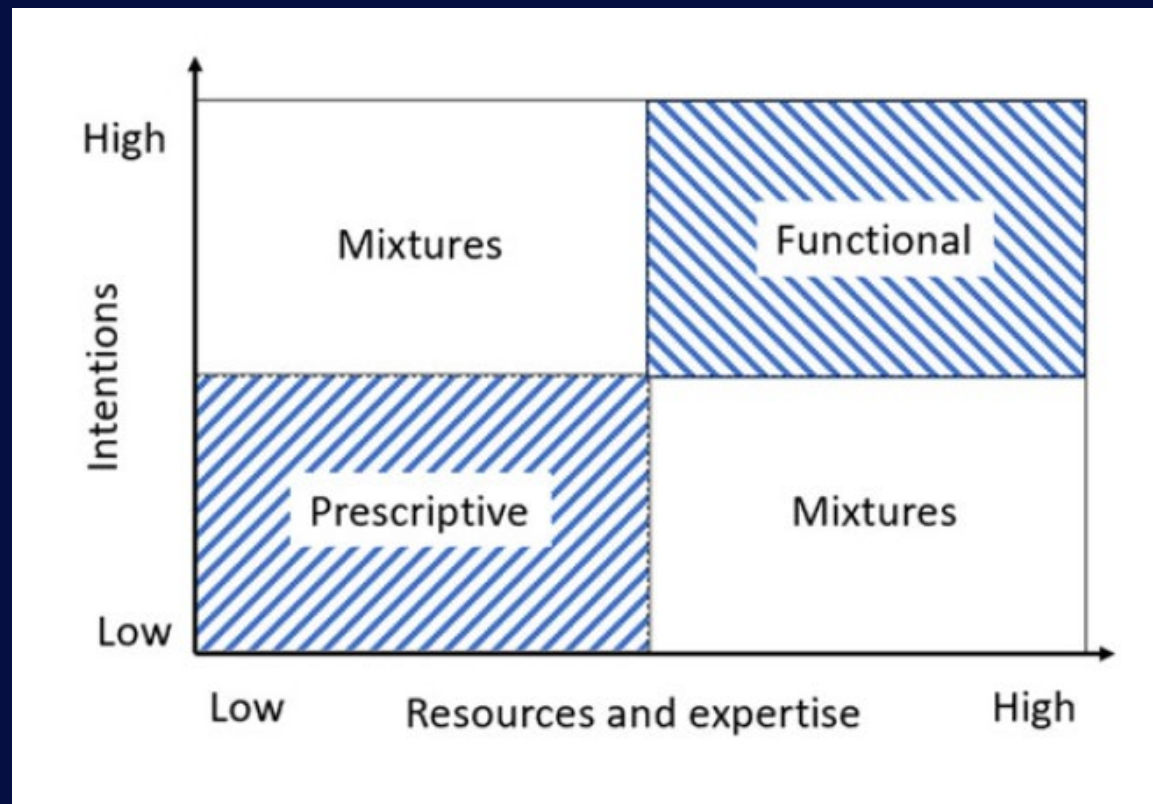 High
Mixtures
Functional
Intentions
Prescriptive
Mixtures
Low
Low
Resources and expertise
High